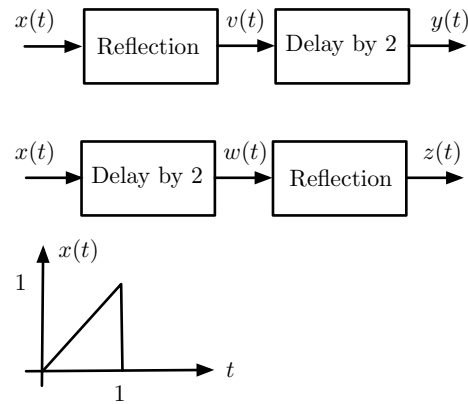 x(t) Reflection v(t) Delay by 2 y(t)
x(t) Delay by 2 w(t) Reflection z(t)
x(t)
1
t
1